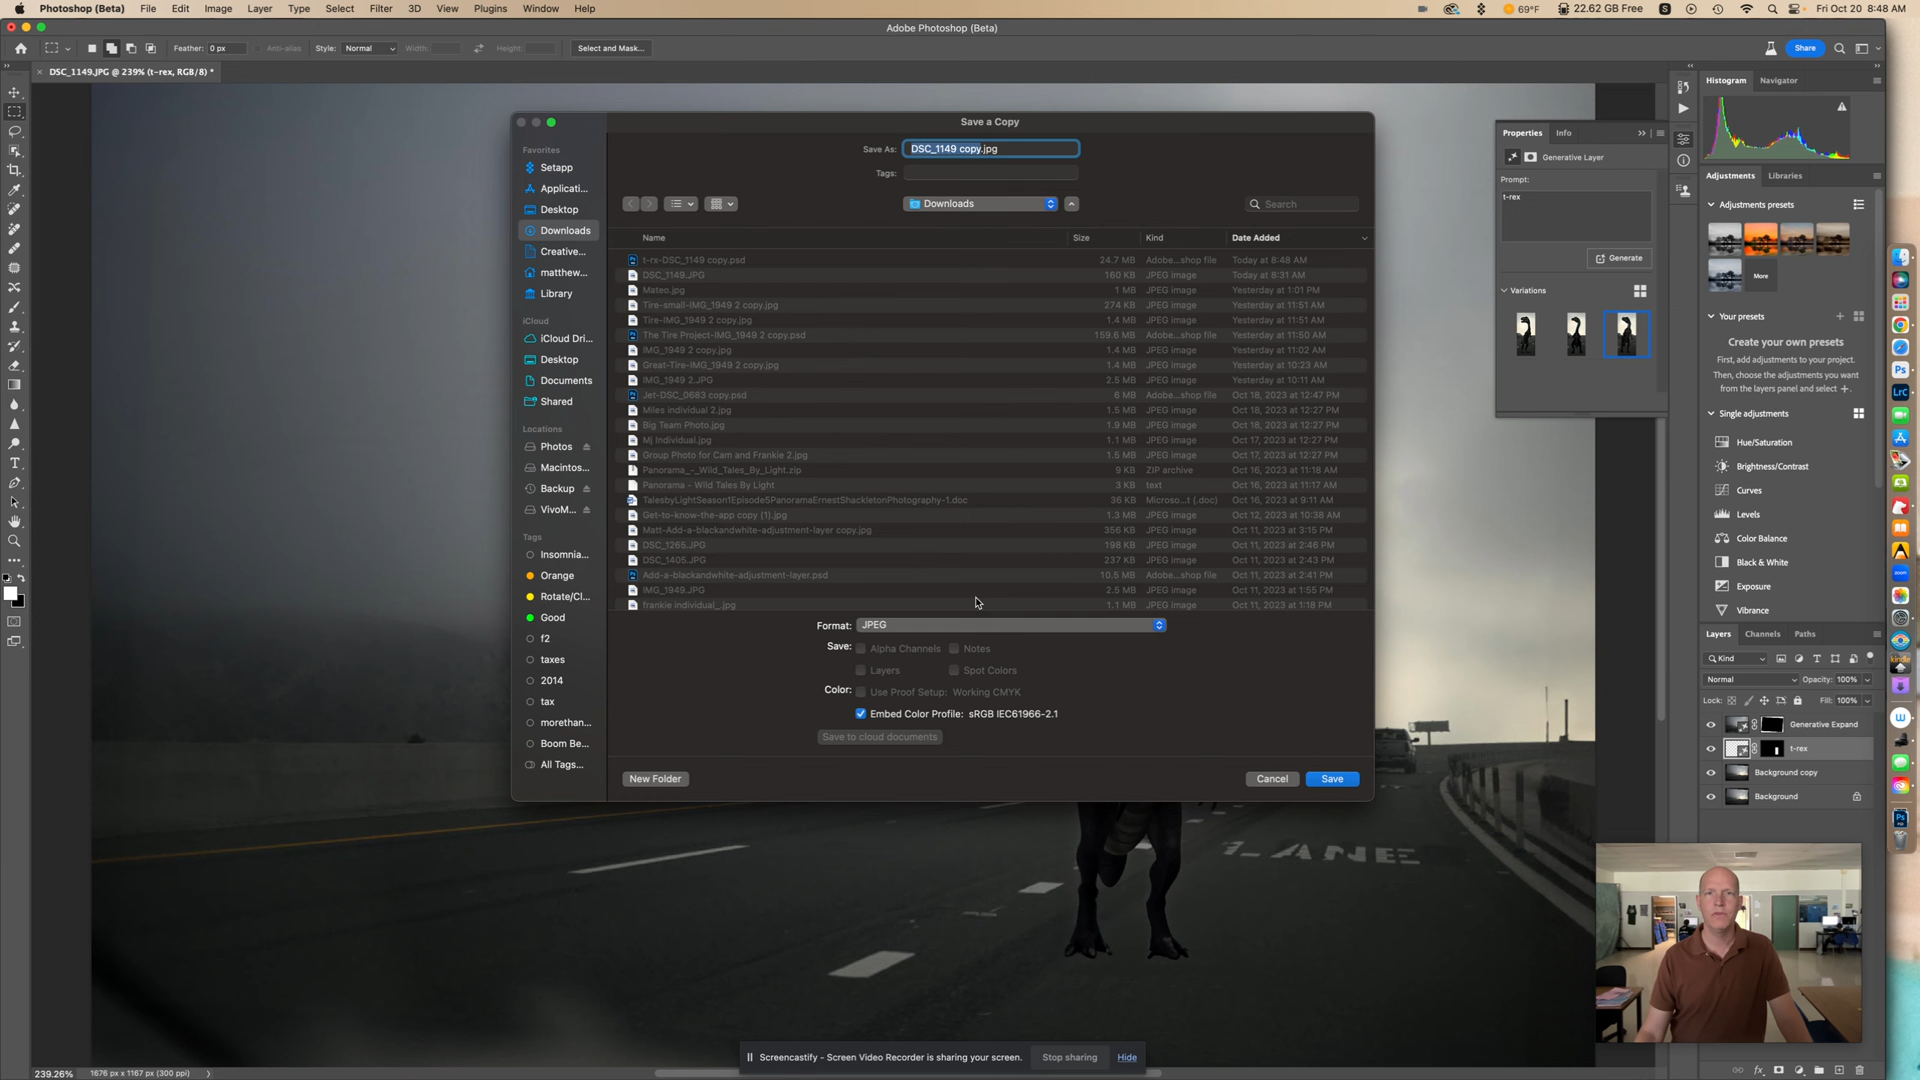 Photoshop (Beta) File Edit Image Layer Type Select Filter 3D View Plugins Window Help 69°F 22.62 GB Free Fri Oct 20 8:48 AM
Adobe Photoshop (Beta)
Feather: 0 px Anti-alias Style: Normal Width: Height: Select and Mask... Share
DSC_1149.JPG @ 239% (t-rex, RGB/8) *
Save a Copy
Save As: DSC_1149 copy.jpg
Tags:
Downloads
Search
Favorites
Setapp
Applicati...
Desktop
Downloads
Creative...
matthew...
Library
iCloud
iCloud Dri...
Desktop
Documents
Shared
Locations
Photos
Macintos...
Backup
VivoM...
Tags
Insomnia...
Orange
Rotate/Cl...
Good
f2
taxes
2014
tax
morethan...
Boom Be...
All Tags...
Name Size Kind Date Added
t-rx-DSC_1149 copy.psd 24.7 MB Adobe...shop file Today at 8:48 AM
DSC_1149.JPG 160 KB JPEG image Today at 8:31 AM
Mateo.jpg 1 MB JPEG image Yesterday at 1:01 PM
Tire-small-IMG_1949 2 copy.jpg 274 KB JPEG image Yesterday at 11:51 AM
Tire-IMG_1949 2 copy.jpg 1.4 MB JPEG image Yesterday at 11:51 AM
The Tire Project-IMG_1949 2 copy.psd 159.6 MB Adobe...shop file Yesterday at 11:50 AM
IMG_1949 2 copy.jpg 1.4 MB JPEG image Yesterday at 11:02 AM
Great-Tire-IMG_1949 2 copy.jpg 1.4 MB JPEG image Yesterday at 10:23 AM
IMG_1949 2.JPG 2.5 MB JPEG image Yesterday at 10:11 AM
Jet-DSC_0683 copy.psd 6 MB Adobe...shop file Oct 18, 2023 at 12:47 PM
Miles individual 2.jpg 1.5 MB JPEG image Oct 18, 2023 at 12:27 PM
Big Team Photo.jpg 1.9 MB JPEG image Oct 18, 2023 at 12:27 PM
Mj Individual.jpg 1.1 MB JPEG image Oct 17, 2023 at 12:27 PM
Group Photo for Cam and Frankie 2.jpg 1.5 MB JPEG image Oct 17, 2023 at 12:27 PM
Panorama_-_Wild_Tales_By_Light.zip 9 KB ZIP archive Oct 16, 2023 at 11:18 AM
Panorama - Wild Tales By Light 3 KB text Oct 16, 2023 at 11:17 AM
TalesbyLightSeason1Episode5PanoramaErnestShackletonPhotography-1.doc 36 KB Microso...t (.doc) Oct 16, 2023 at 9:11 AM
Get-to-know-the-app copy (1).jpg 1.3 MB JPEG image Oct 12, 2023 at 10:38 AM
Matt-Add-a-blackandwhite-adjustment-layer copy.jpg 356 KB JPEG image Oct 11, 2023 at 3:15 PM
DSC_1265.JPG 198 KB JPEG image Oct 11, 2023 at 2:46 PM
DSC_1405.JPG 237 KB JPEG image Oct 11, 2023 at 2:43 PM
Add-a-blackandwhite-adjustment-layer.psd 10.5 MB Adobe...shop file Oct 11, 2023 at 2:41 PM
IMG_1949.JPG 2.5 MB JPEG image Oct 11, 2023 at 1:55 PM
frankie individual_.jpg 1.1 MB JPEG image Oct 11, 2023 at 1:18 PM
Format: JPEG
Save: Alpha Channels Notes
Layers Spot Colors
Color: Use Proof Setup: Working CMYK
Embed Color Profile: sRGB IEC61966-2.1
Save to cloud documents
New Folder Cancel Save
Properties Info
Generative Layer
Prompt:
t-rex
Generate
Variations
Histogram Navigator
Adjustments Libraries
Adjustments presets
More
Your presets
Create your own presets
First, add adjustments to your project.
Then, choose the adjustments you want
from the layers panel and select +.
Single adjustments
Hue/Saturation
Brightness/Contrast
Curves
Levels
Color Balance
Black & White
Exposure
Vibrance
Layers Channels Paths
Kind
Normal Opacity: 100%
Lock: Fill: 100%
Generative Expand
t-rex
Background copy
Background
LANE
Screencastify - Screen Video Recorder is sharing your screen. Stop sharing Hide
239.26% 1676 px x 1167 px (300 ppi)